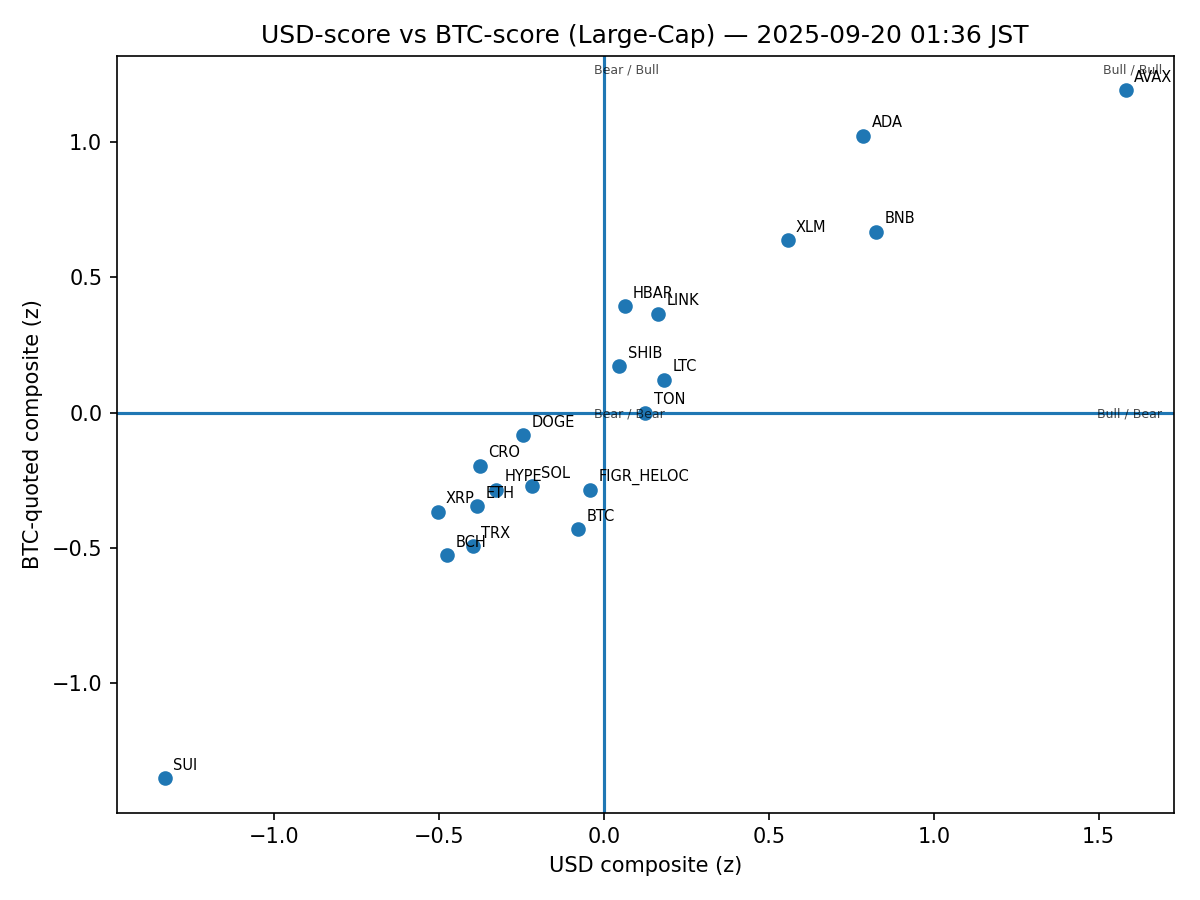 USD-score vs BTC-score (Large-Cap) — 2025-09-20 01:36 JST
Bear / Bull
Bull / Bull
AVAX
ADA
BNB
XLM
HBAR
LINK
SHIB
LTC
TON
Bear / Bear
Bull / Bear
DOGE
CRO
HYPE
SOL
FIGR_HELOC
ETH
XRP
BTC
TRX
BCH
SUI
1.0
0.5
0.0
−0.5
−1.0
BTC-quoted composite (z)
−1.0
−0.5
0.0
0.5
1.0
1.5
USD composite (z)